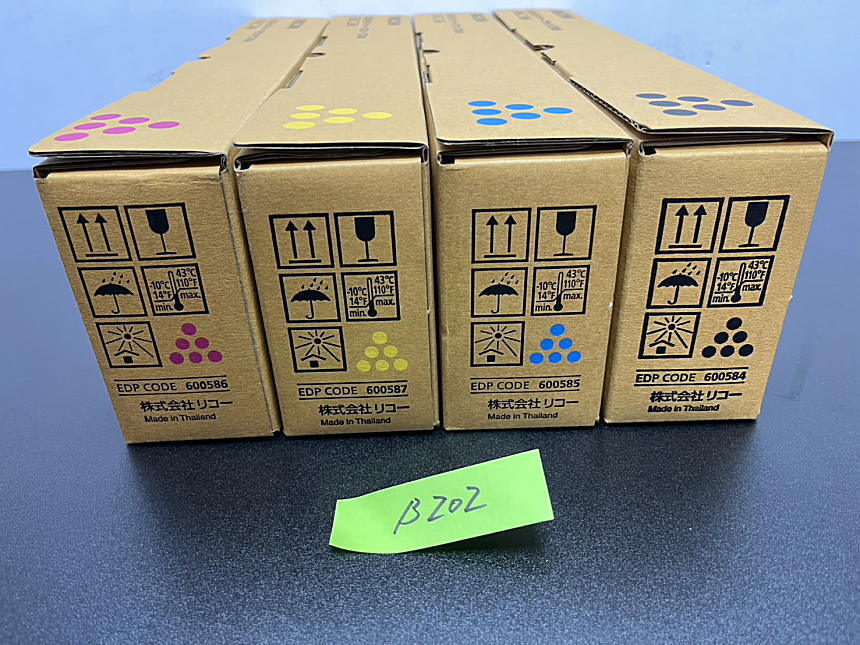 -10°C
14°F
min.
43°C
110°F
max.
EDP CODE 600586
株式会社 リコー
Made in Thailand
-10°C
14°F
min.
43°C
110°F
max.
EDP CODE 600587
株式会社 リコー
Made in Thailand
-10°C
14°F
min.
43°C
110°F
max.
EDP CODE 600585
株式会社 リコー
Made in Thailand
-10°C
14°F
min.
43°C
110°F
max.
EDP CODE 600584
株式会社 リコー
Made in Thailand
β202